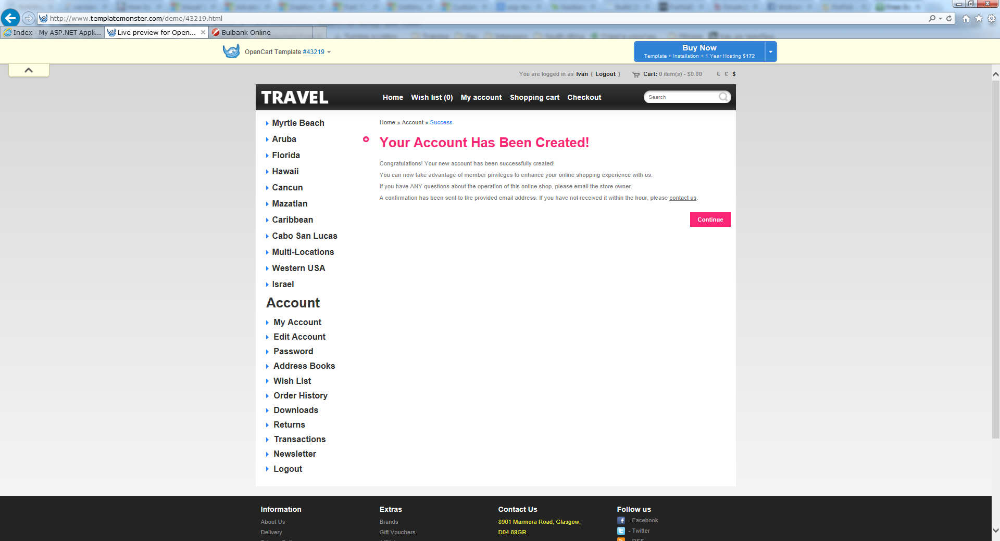 http://www.templatemonster.com/demo/43219.html
Index - My ASP.NET Appli...
Live preview for Open...
Bulbank Online
OpenCart Template #43219
Buy Now
Template + Installation + 1 Year Hosting $172
You are logged in as Ivan ( Logout )
Cart: 0 item(s) - $0.00
€ £ $
TRAVEL
Home Wish list (0) My account Shopping cart Checkout
Search
Myrtle Beach
Aruba
Florida
Hawaii
Cancun
Mazatlan
Caribbean
Cabo San Lucas
Multi-Locations
Western USA
Israel
Account
My Account
Edit Account
Password
Address Books
Wish List
Order History
Downloads
Returns
Transactions
Newsletter
Logout
Home » Account » Success
Your Account Has Been Created!
Congratulations! Your new account has been successfully created!
You can now take advantage of member privileges to enhance your online shopping experience with us.
If you have ANY questions about the operation of this online shop, please email the store owner.
A confirmation has been sent to the provided email address. If you have not received it within the hour, please contact us.
Continue
Information
About Us
Delivery
Extras
Brands
Gift Vouchers
Contact Us
8901 Marmora Road, Glasgow,
D04 89GR
Follow us
- Facebook
- Twitter